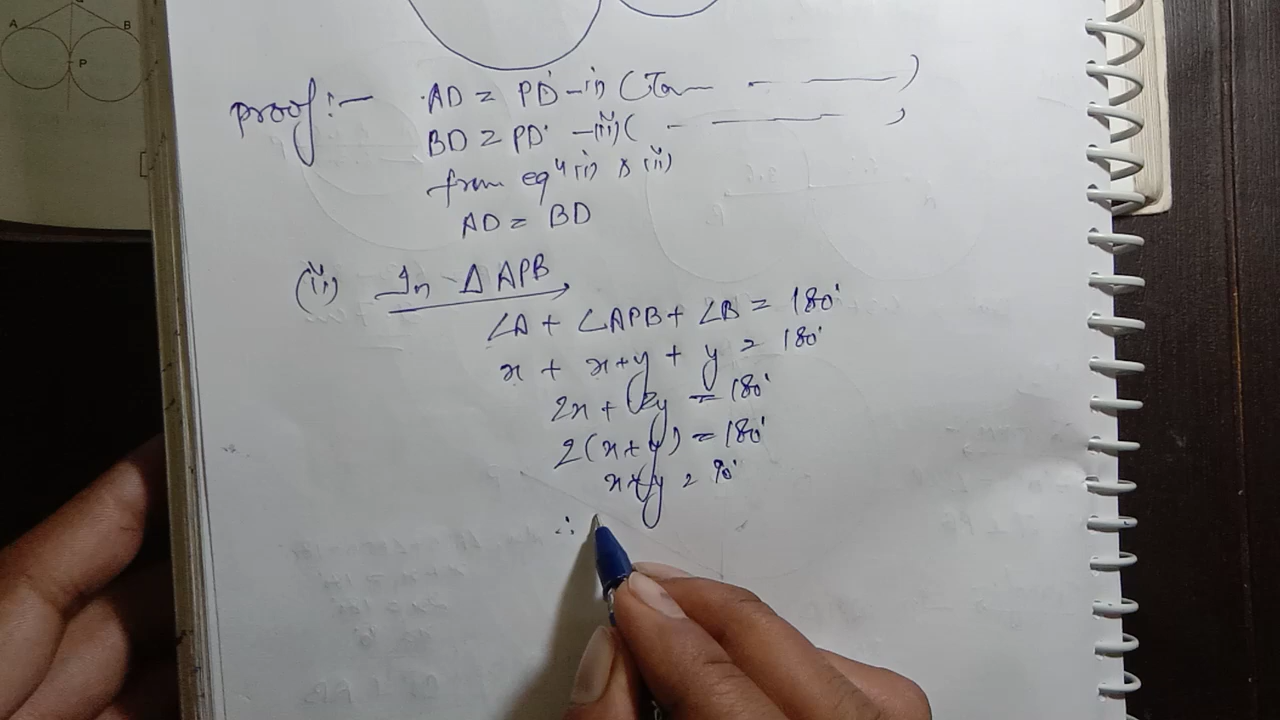 A B
P
Proof :- AD = PD -(i) (Tan - ——)
BD = PD -(ii) ( - ——— )
from eqn (i) & (ii)
AD = BD
(ii) In Δ APB
∠A + ∠APB + ∠B = 180°
x + x+y + y = 180°
2x + 2y = 180°
2(x+y) = 180°
x+y = 90°
∴